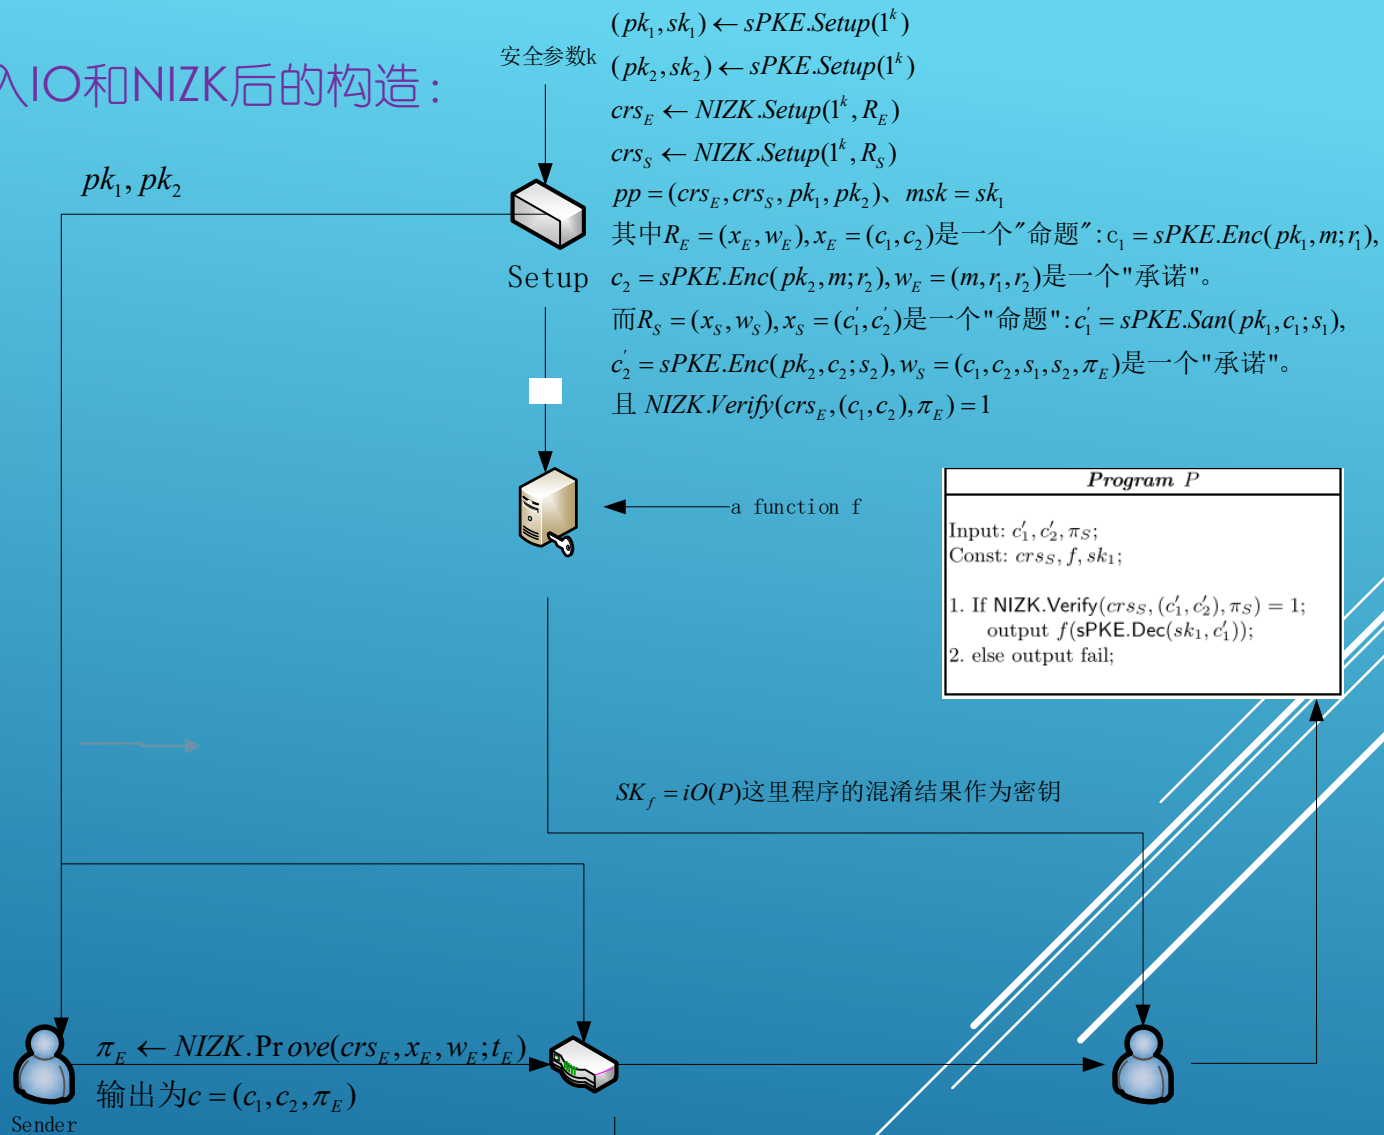 入IO和NIZK后的构造：
安全参数k
(pk₁, sk₁) ← sPKE.Setup(1ᵏ)
(pk₂, sk₂) ← sPKE.Setup(1ᵏ)
crs_E ← NIZK.Setup(1ᵏ, R_E)
crs_S ← NIZK.Setup(1ᵏ, R_S)
pp = (crs_E, crs_S, pk₁, pk₂)、msk = sk₁
其中R_E = (x_E, w_E), x_E = (c₁, c₂)是一个"命题": c₁ = sPKE.Enc(pk₁, m; r₁),
c₂ = sPKE.Enc(pk₂, m; r₂), w_E = (m, r₁, r₂)是一个"承诺"。
而R_S = (x_S, w_S), x_S = (c₁′, c₂′)是一个"命题": c₁′ = sPKE.San(pk₁, c₁; s₁),
c₂′ = sPKE.Enc(pk₂, c₂; s₂), w_S = (c₁, c₂, s₁, s₂, π_E)是一个"承诺"。
且 NIZK.Verify(crs_E, (c₁, c₂), π_E) = 1
pk₁, pk₂
Setup
a function f
Program P
Input: c′₁, c′₂, π_S;
Const: crs_S, f, sk₁;
1. If NIZK.Verify(crs_S, (c′₁, c′₂), π_S) = 1;
output f(sPKE.Dec(sk₁, c′₁));
2. else output fail;
SK_f = iO(P)这里程序的混淆结果作为密钥
π_E ← NIZK.Prove(crs_E, x_E, w_E; t_E)
输出为c = (c₁, c₂, π_E)
Sender